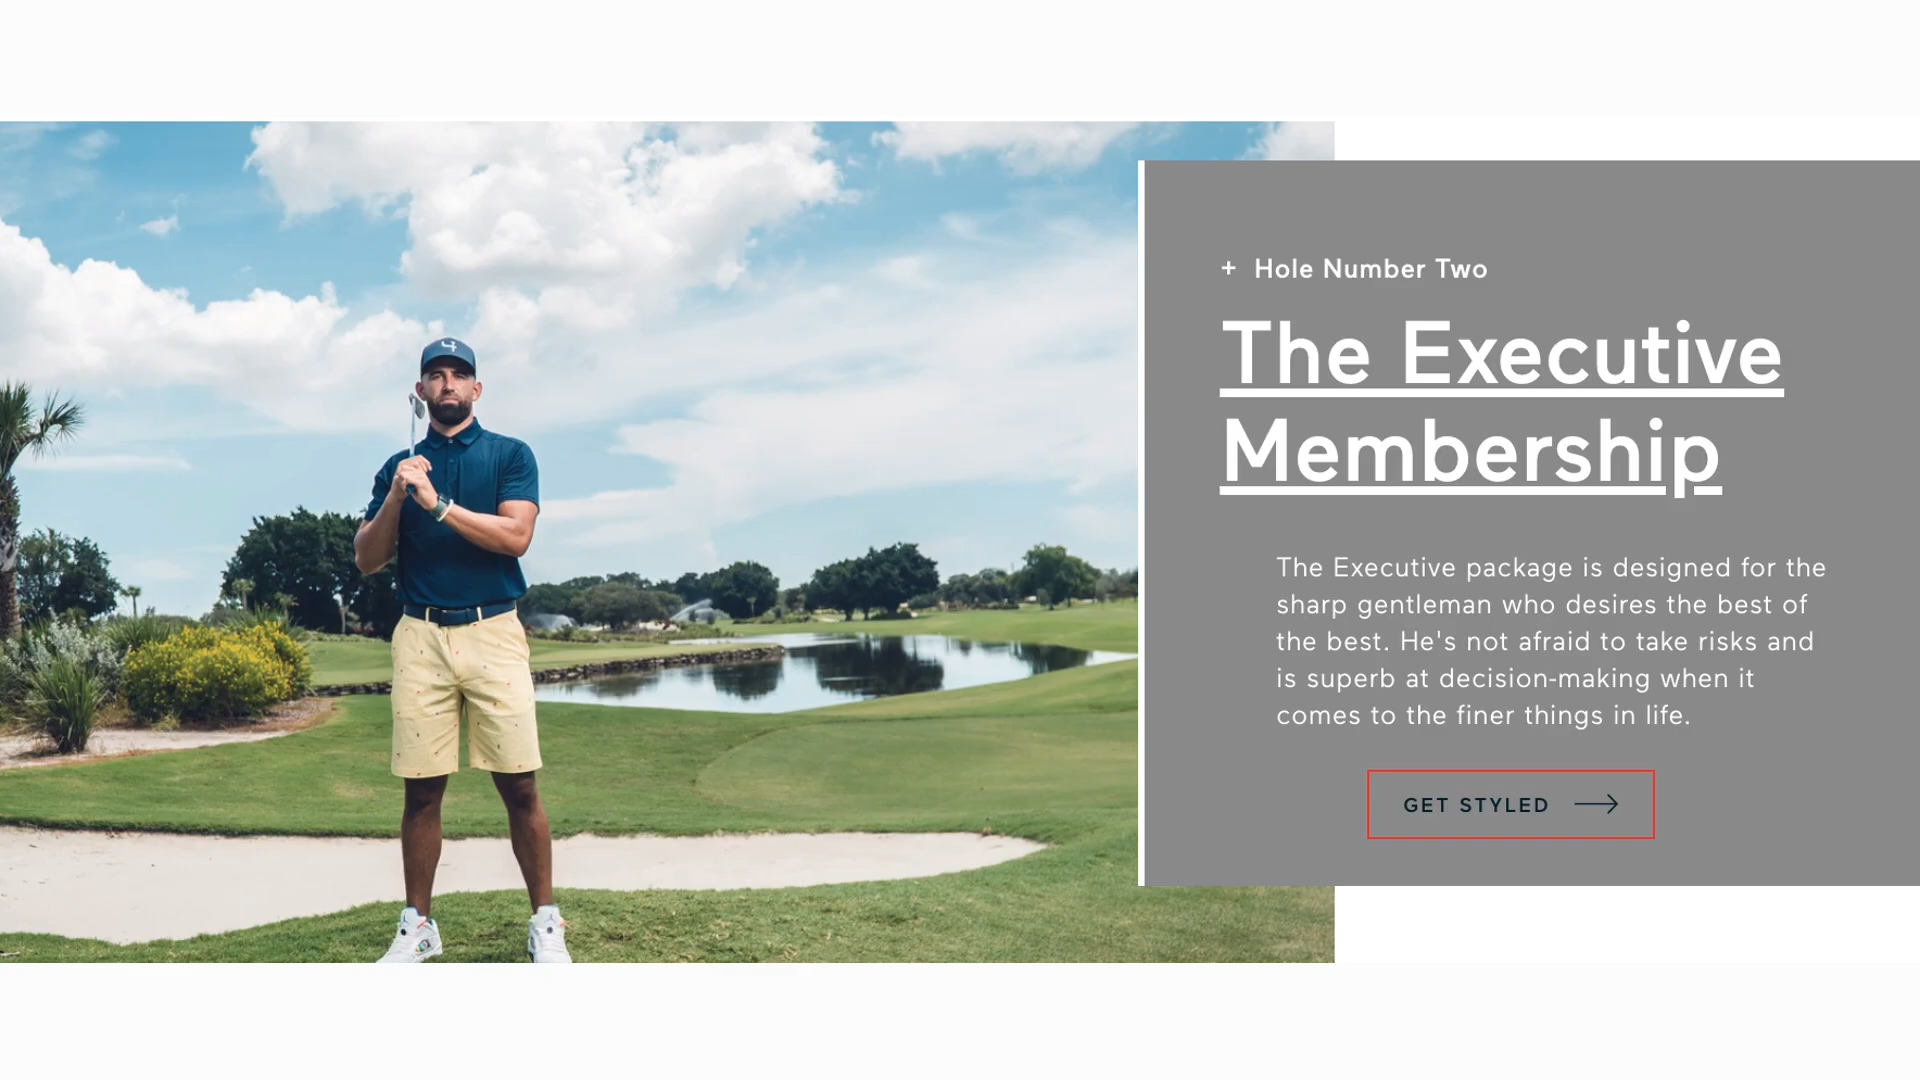 + Hole Number Two
The Executive
Membership
The Executive package is designed for the
sharp gentleman who desires the best of
the best. He's not afraid to take risks and
is superb at decision-making when it
comes to the finer things in life.
GET STYLED →